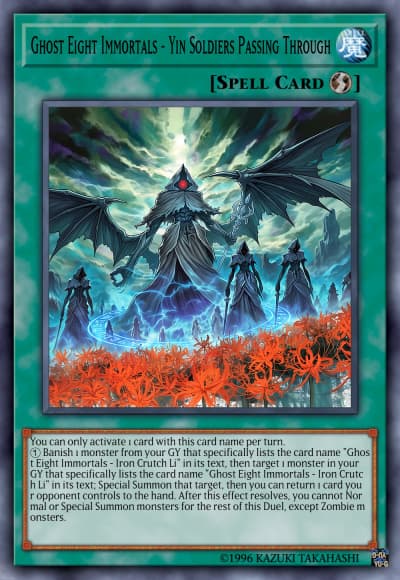 Ghost Eight Immortals - Yin Soldiers Passing Through
魔
[Spell Card ]
You can only activate 1 card with this card name per turn.
① Banish 1 monster from your GY that specifically lists the card name "Ghos
t Eight Immortals - Iron Crutch Li" in its text, then target 1 monster in your
GY that specifically lists the card name "Ghost Eight Immortals - Iron Crutc
h Li" in its text; Special Summon that target, then you can return 1 card you
r opponent controls to the hand. After this effect resolves, you cannot Nor
mal or Special Summon monsters for the rest of this Duel, except Zombie m
onsters.
©1996 KAZUKI TAKAHASHI